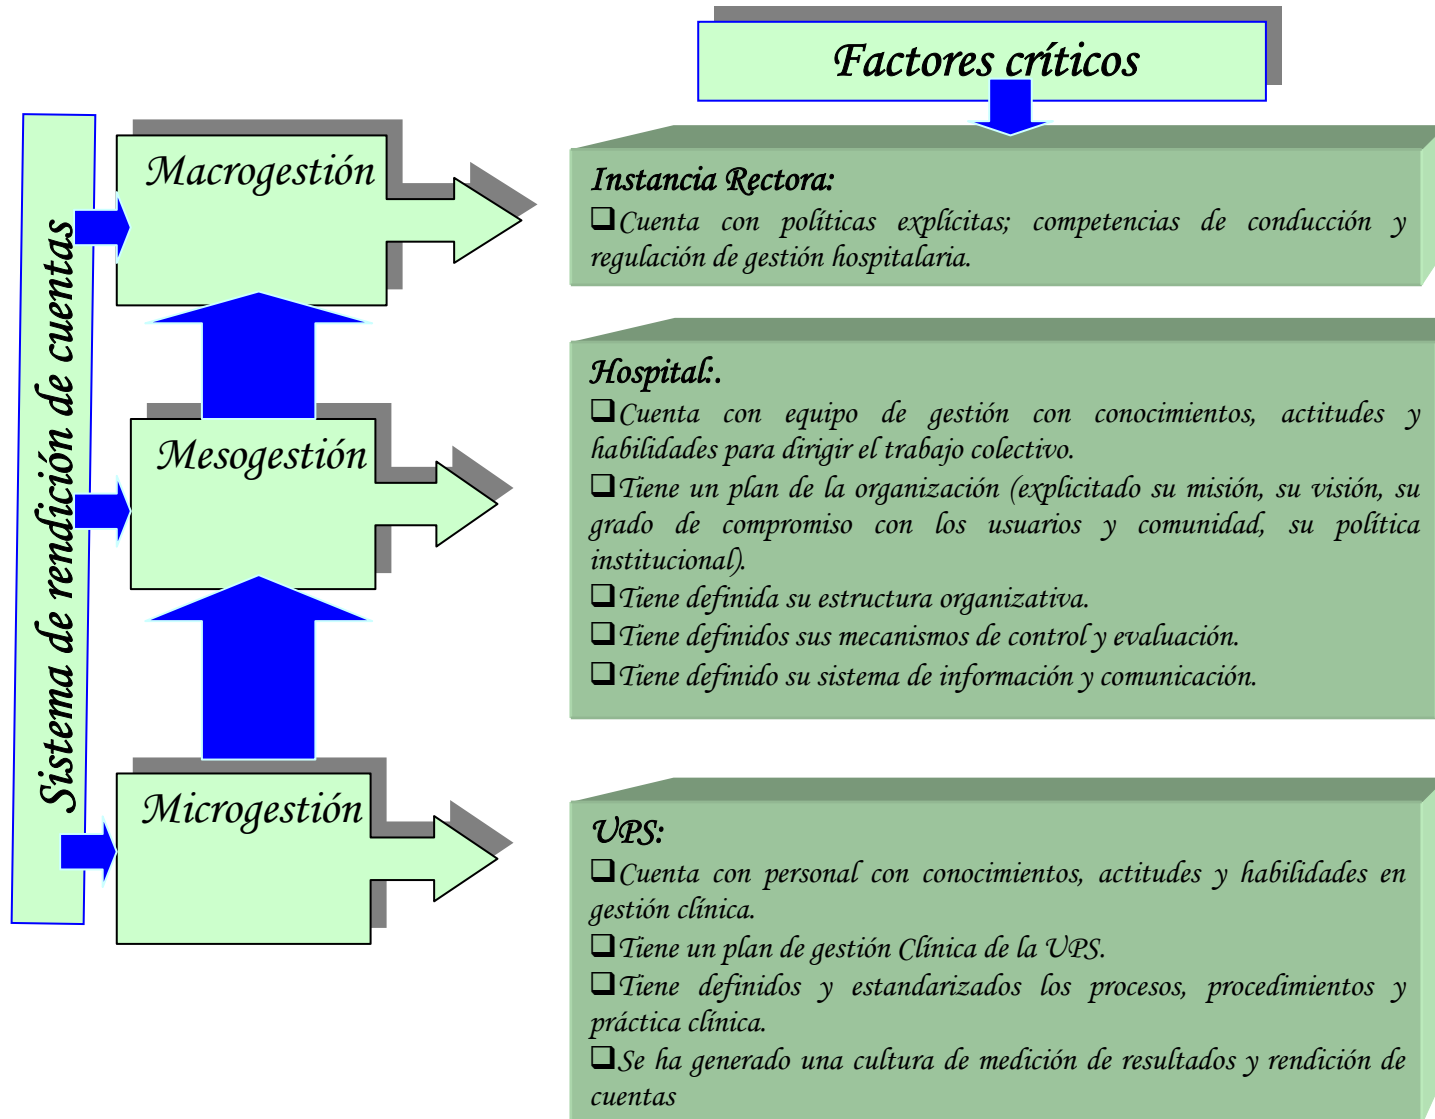 Factores críticos
Sistema de rendición de cuentas
Macrogestión
Instancia Rectora:
❑Cuenta con políticas explícitas; competencias de conducción y
regulación de gestión hospitalaria.
Mesogestión
Hospital:.
❑Cuenta con equipo de gestión con conocimientos, actitudes y
habilidades para dirigir el trabajo colectivo.
❑Tiene un plan de la organización (explicitado su misión, su visión, su
grado de compromiso con los usuarios y comunidad, su política
institucional).
❑Tiene definida su estructura organizativa.
❑Tiene definidos sus mecanismos de control y evaluación.
❑Tiene definido su sistema de información y comunicación.
Microgestión
UPS:
❑Cuenta con personal con conocimientos, actitudes y habilidades en
gestión clínica.
❑Tiene un plan de gestión Clínica de la UPS.
❑Tiene definidos y estandarizados los procesos, procedimientos y
práctica clínica.
❑Se ha generado una cultura de medición de resultados y rendición de
cuentas